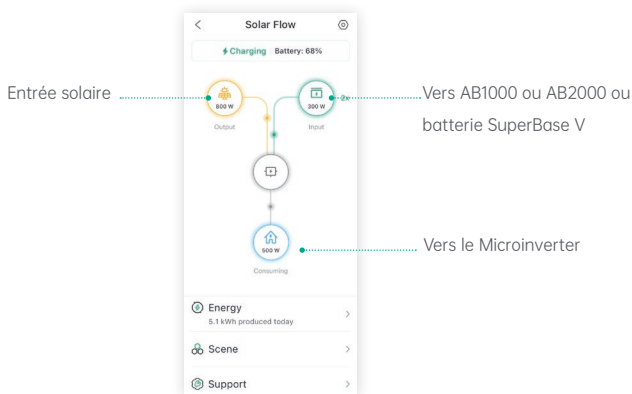 Solar Flow
Charging Battery: 68%
Entrée solaire
800 W
300 W
2x
Vers AB1000 ou AB2000 ou
batterie SuperBase V
Output
Input
500 W
Vers le Microinverter
Consuming
Energy
5.1 kWh produced today
Scene
Support